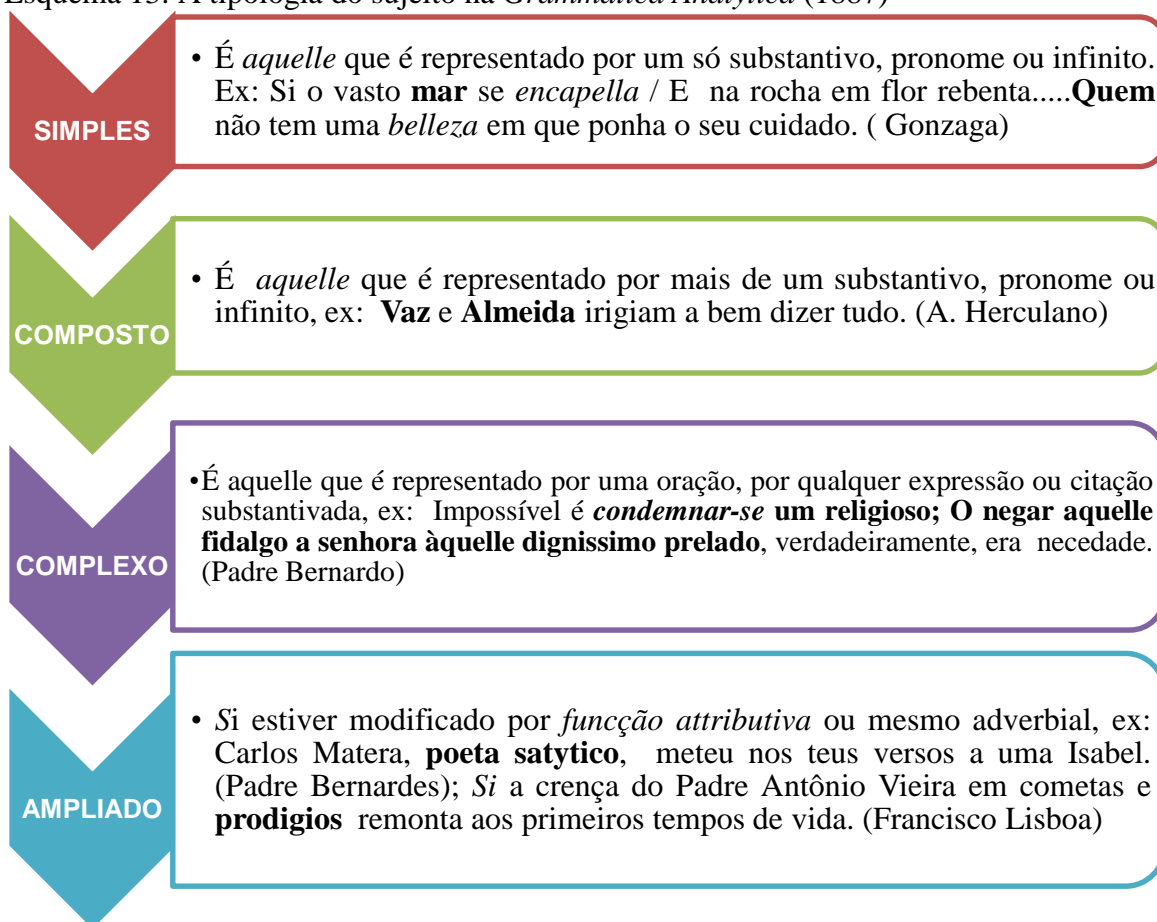 Esquema 13: A tipologia do sujeito na Grammatica Analytica (1887)
SIMPLES
• É aquelle que é representado por um só substantivo, pronome ou infinito.
Ex: Si o vasto mar se encapella / E na rocha em flor rebenta.....Quem
não tem uma belleza em que ponha o seu cuidado. ( Gonzaga)
COMPOSTO
• É aquelle que é representado por mais de um substantivo, pronome ou
infinito, ex: Vaz e Almeida irigiam a bem dizer tudo. (A. Herculano)
COMPLEXO
•É aquelle que é representado por uma oração, por qualquer expressão ou citação
substantivada, ex: Impossível é condemnar-se um religioso; O negar aquelle
fidalgo a senhora àquelle dignissimo prelado, verdadeiramente, era necedade.
(Padre Bernardo)
AMPLIADO
• Si estiver modificado por funcção attributiva ou mesmo adverbial, ex:
Carlos Matera, poeta satytico, meteu nos teus versos a uma Isabel.
(Padre Bernardes); Si a crença do Padre Antônio Vieira em cometas e
prodigios remonta aos primeiros tempos de vida. (Francisco Lisboa)